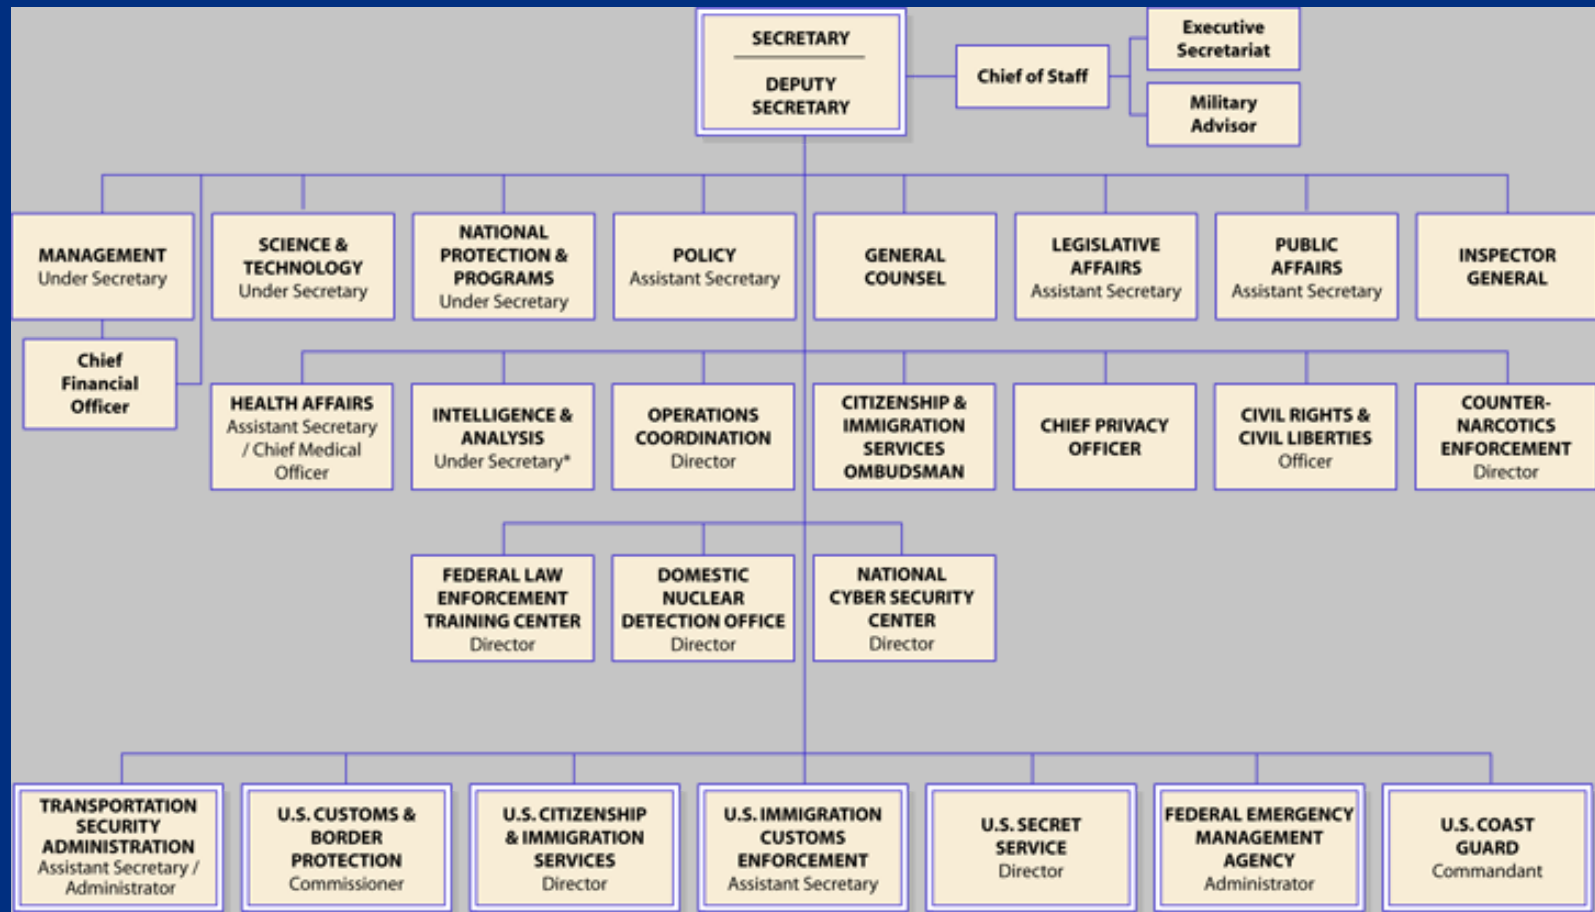 SECRETARY
DEPUTY
SECRETARY
Chief of Staff
Executive
Secretariat
Military
Advisor
MANAGEMENT
Under Secretary
SCIENCE &
TECHNOLOGY
Under Secretary
NATIONAL
PROTECTION &
PROGRAMS
Under Secretary
POLICY
Assistant Secretary
GENERAL
COUNSEL
LEGISLATIVE
AFFAIRS
Assistant Secretary
PUBLIC
AFFAIRS
Assistant Secretary
INSPECTOR
GENERAL
Chief
Financial
Officer
HEALTH AFFAIRS
Assistant Secretary
/ Chief Medical
Officer
INTELLIGENCE &
ANALYSIS
Under Secretary*
OPERATIONS
COORDINATION
Director
CITIZENSHIP &
IMMIGRATION
SERVICES
OMBUDSMAN
CHIEF PRIVACY
OFFICER
CIVIL RIGHTS &
CIVIL LIBERTIES
Officer
COUNTER-
NARCOTICS
ENFORCEMENT
Director
FEDERAL LAW
ENFORCEMENT
TRAINING CENTER
Director
DOMESTIC
NUCLEAR
DETECTION OFFICE
Director
NATIONAL
CYBER SECURITY
CENTER
Director
TRANSPORTATION
SECURITY
ADMINISTRATION
Assistant Secretary /
Administrator
U.S. CUSTOMS &
BORDER
PROTECTION
Commissioner
U.S. CITIZENSHIP
& IMMIGRATION
SERVICES
Director
U.S. IMMIGRATION
CUSTOMS
ENFORCEMENT
Assistant Secretary
U.S. SECRET
SERVICE
Director
FEDERAL EMERGENCY
MANAGEMENT
AGENCY
Administrator
U.S. COAST
GUARD
Commandant